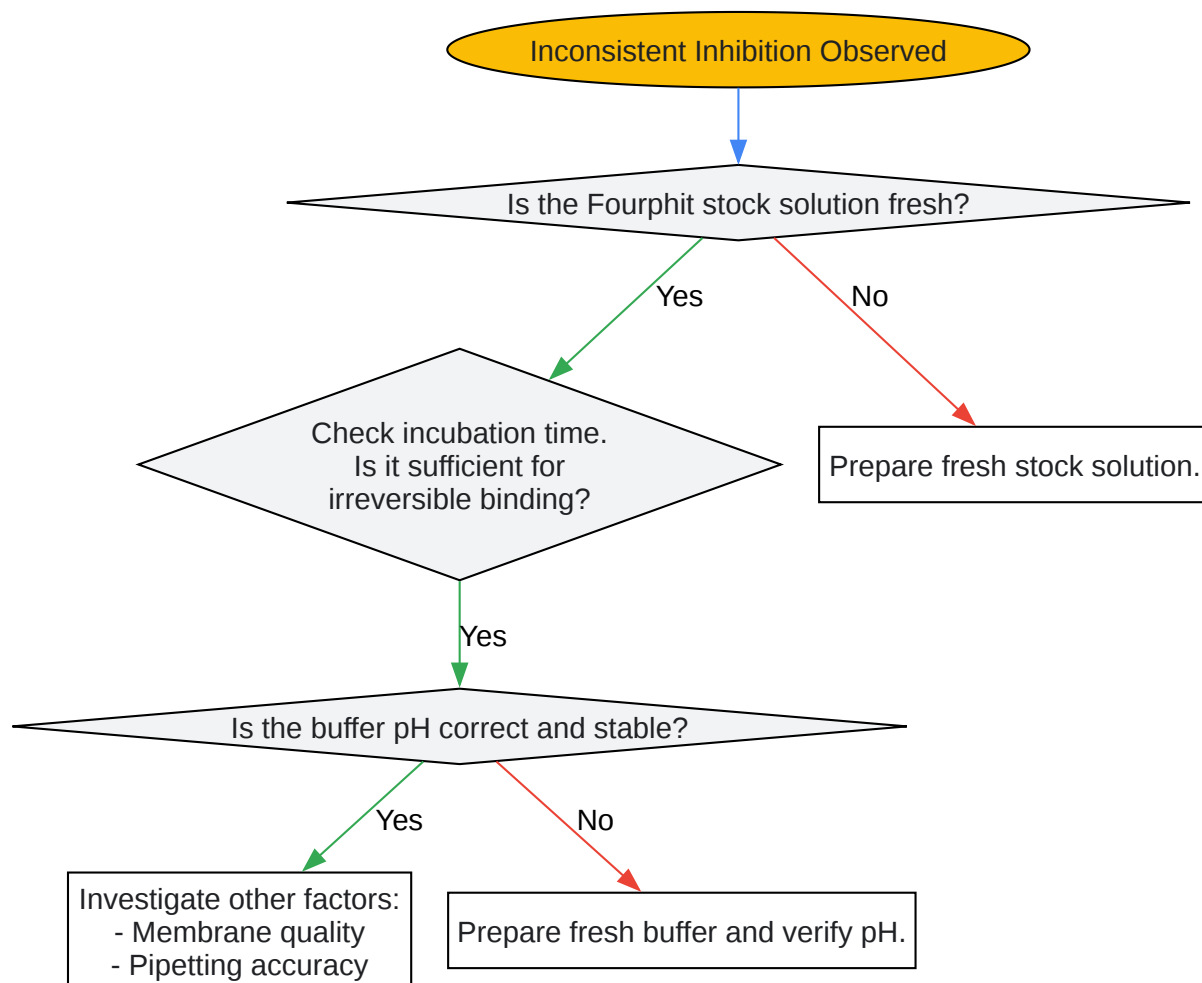 Inconsistent Inhibition Observed
Is the Fourphit stock solution fresh?
Yes
No
Check incubation time.
Is it sufficient for
irreversible binding?
Prepare fresh stock solution.
Yes
Is the buffer pH correct and stable?
Yes
No
Investigate other factors:
- Membrane quality
- Pipetting accuracy
Prepare fresh buffer and verify pH.